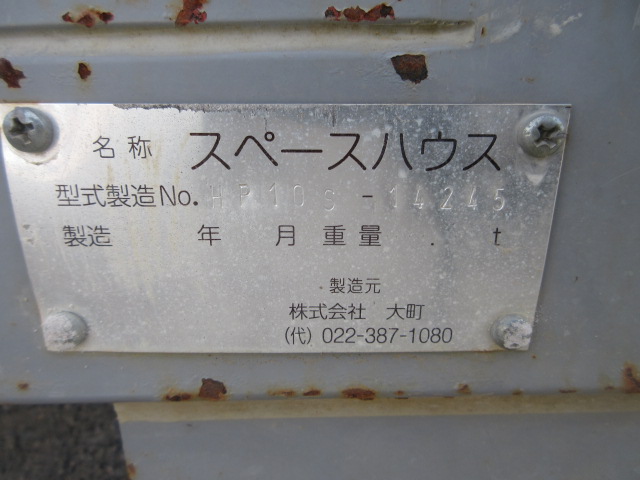 名称 スペースハウス
型式製造No. HR10S-14245
製造 年 月 重量 . t
製造元
株式会社 大町
(代) 022-387-1080